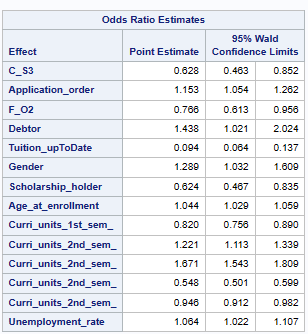 Odds Ratio Estimates
Effect Point Estimate 95% Wald Confidence Limits
C_S3 0.628 0.463 0.852
Application_order 1.153 1.054 1.262
F_O2 0.766 0.613 0.956
Debtor 1.438 1.021 2.024
Tuition_upToDate 0.094 0.064 0.137
Gender 1.289 1.032 1.609
Scholarship_holder 0.624 0.467 0.835
Age_at_enrollment 1.044 1.029 1.059
Curri_units_1st_sem_ 0.820 0.756 0.890
Curri_units_2nd_sem_ 1.221 1.113 1.339
Curri_units_2nd_sem_ 1.671 1.543 1.809
Curri_units_2nd_sem_ 0.548 0.501 0.599
Curri_units_2nd_sem_ 0.946 0.912 0.982
Unemployment_rate 1.064 1.022 1.107